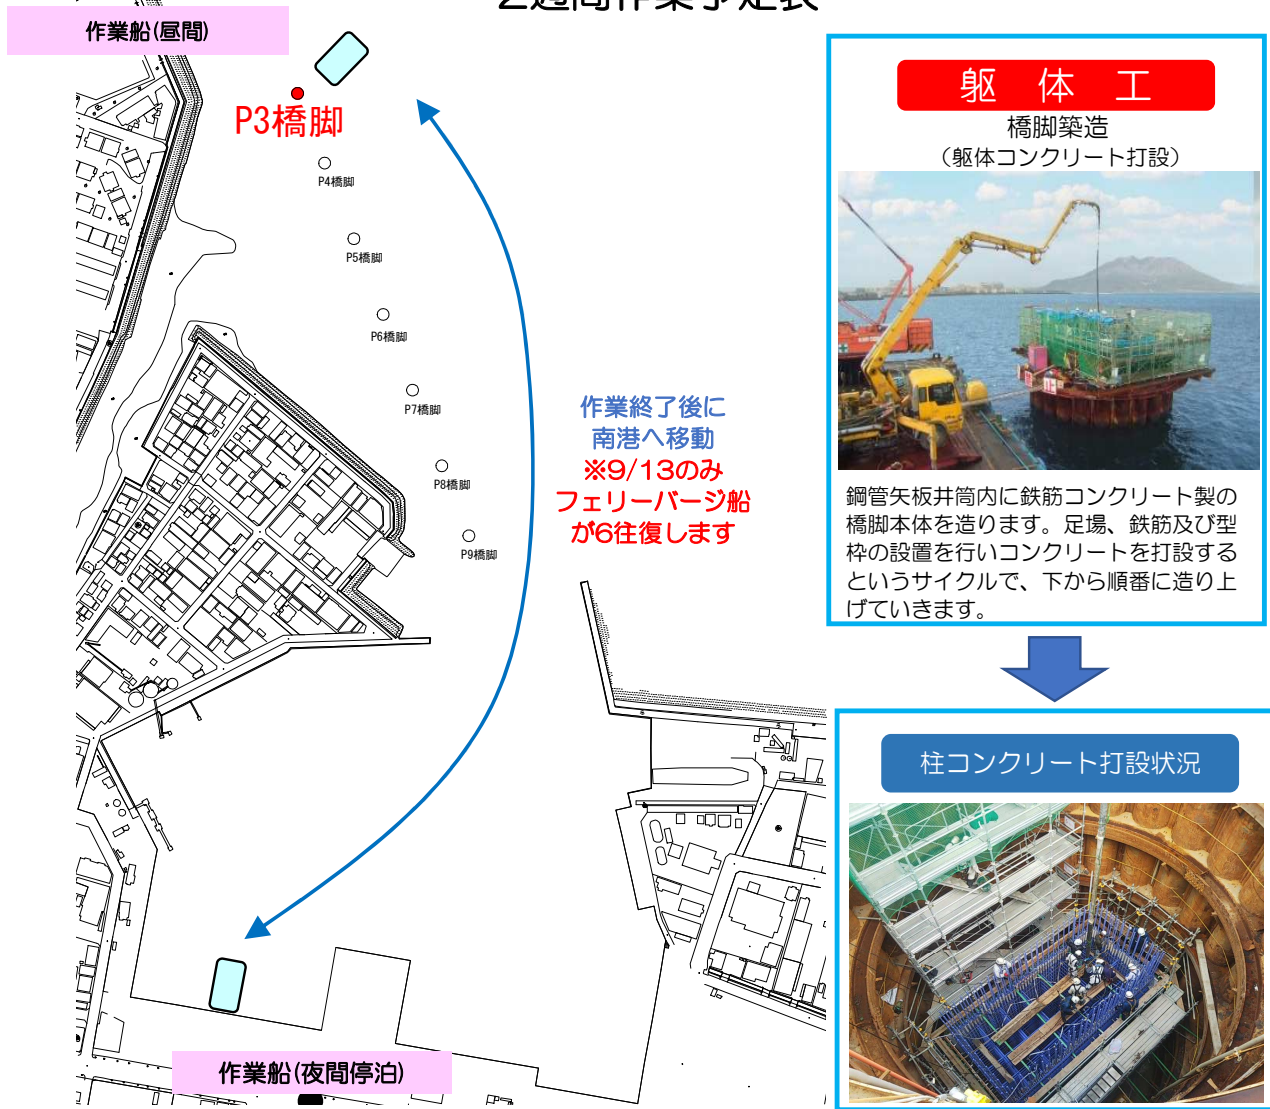 2週間作業予定表
作業船(昼間)
P3橋脚
P4橋脚
P5橋脚
P6橋脚
P7橋脚
P8橋脚
P9橋脚
作業終了後に
南港へ移動
※9/13のみ
フェリーバージ船
が6往復します
作業船(夜間停泊)
躯体工
橋脚築造
（躯体コンクリート打設）
鋼管矢板井筒内に鉄筋コンクリート製の
橋脚本体を造ります。足場、鉄筋及び型
枠の設置を行いコンクリートを打設する
というサイクルで、下から順番に造り上
げていきます。
柱コンクリート打設状況